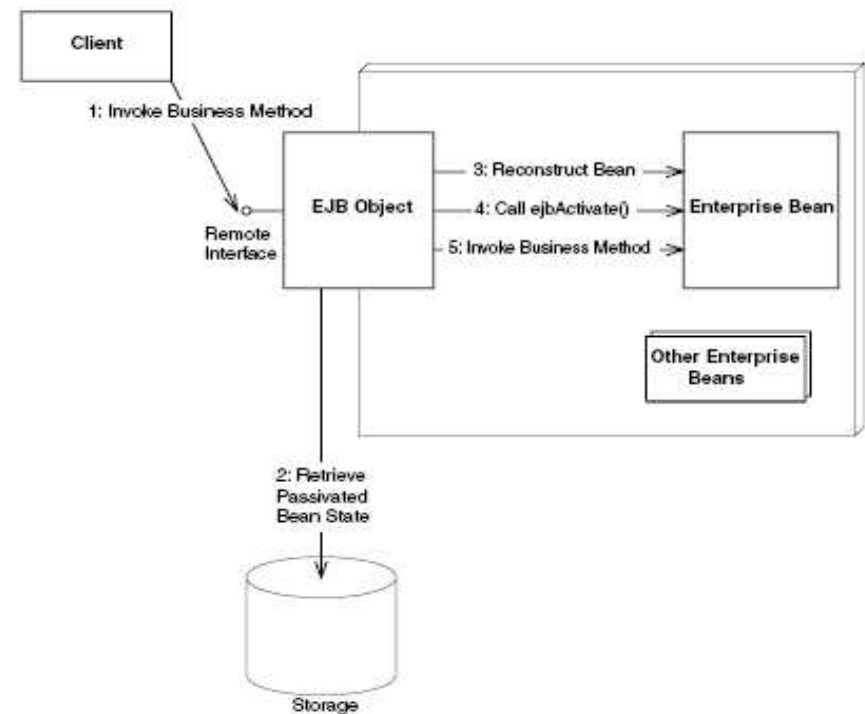 Client
1: Invoke Business Method
Remote
Interface
EJB Object
3: Reconstruct Bean
4: Call ejbActivate()
5: Invoke Business Method
Enterprise Bean
Other Enterprise
Beans
2: Retrieve
Passivated
Bean State
Storage